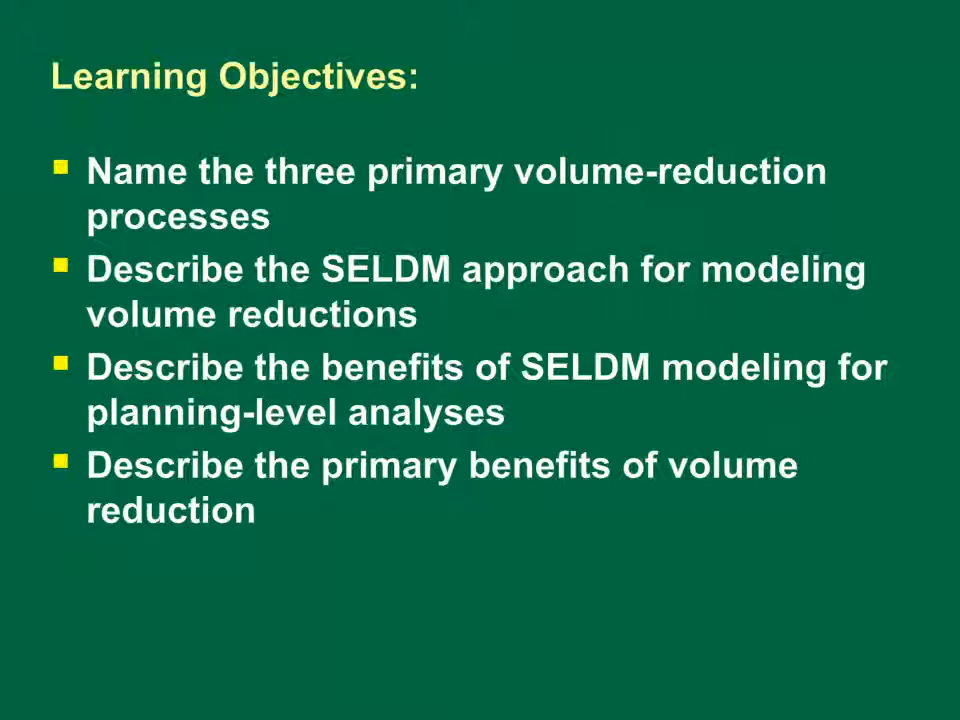 Learning Objectives:
Name the three primary volume-reduction
processes
Describe the SELDM approach for modeling
volume reductions
Describe the benefits of SELDM modeling for
planning-level analyses
Describe the primary benefits of volume
reduction